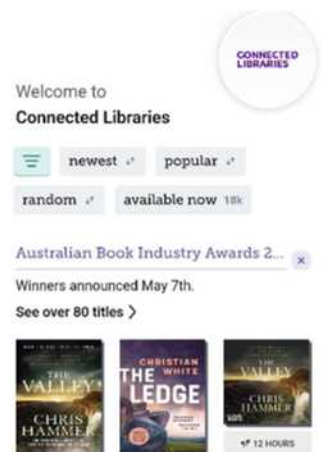 CONNECTED
LIBRARIES
Welcome to
Connected Libraries
newest
popular
random
available now 18k
Australian Book Industry Awards 2...
Winners announced May 7th.
See over 80 titles
THE
VALLEY
CHRIS
HAMMER
CHRISTIAN
WHITE
THE
LEDGE
THE
VALLEY
CHRIS
HAMMER
12 HOURS